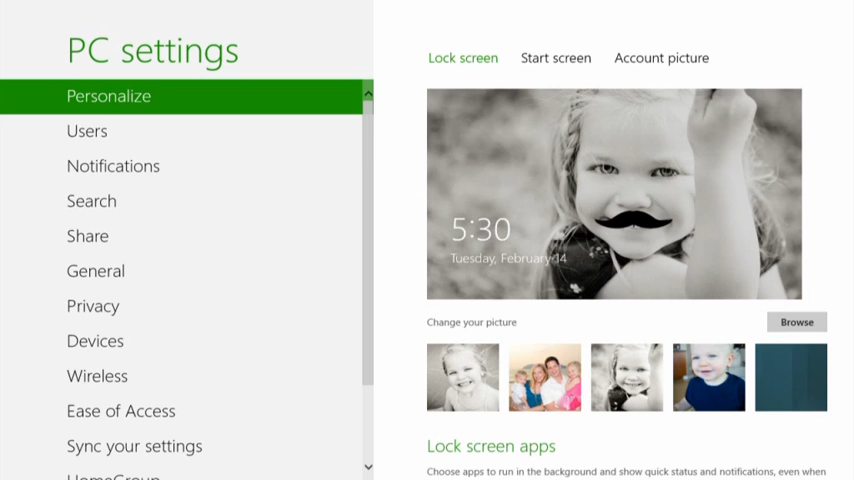 PC settings
Personalize
Users
Notifications
Search
Share
General
Privacy
Devices
Wireless
Ease of Access
Sync your settings
HomeGroup
Lock screen Start screen Account picture
5:30
Tuesday, February 14
Change your picture
Browse
Lock screen apps
Choose apps to run in the background and show quick status and notifications, even when